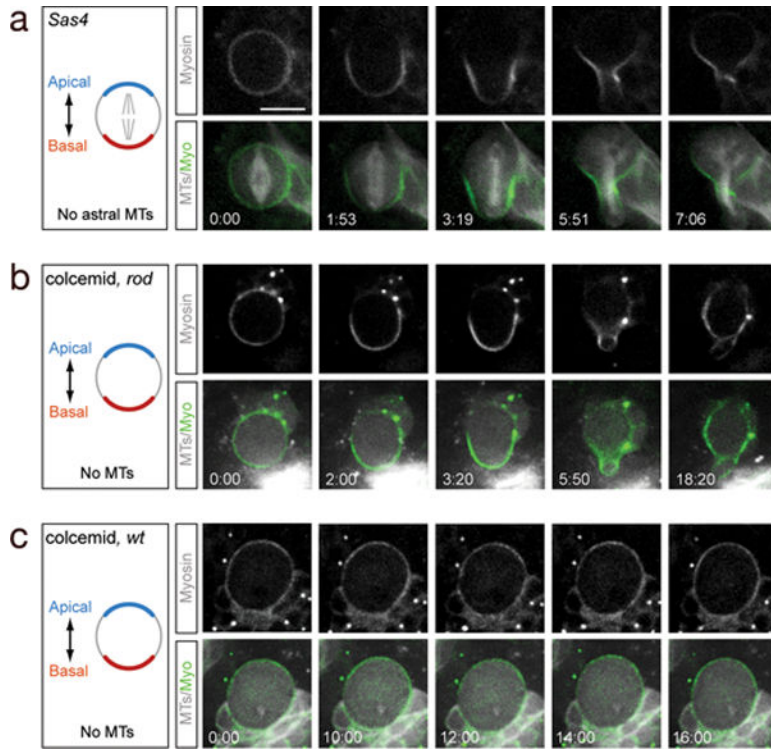 a
Sas4
Apical
Basal
No astral MTs
Myosin
MTs/Myo
0:00
1:53
3:19
5:51
7:06
b
colcemid, rod
Apical
Basal
No MTs
Myosin
MTs/Myo
0:00
2:00
3:20
5:50
18:20
c
colcemid, wt
Apical
Basal
No MTs
Myosin
MTs/Myo
0:00
10:00
12:00
14:00
16:00